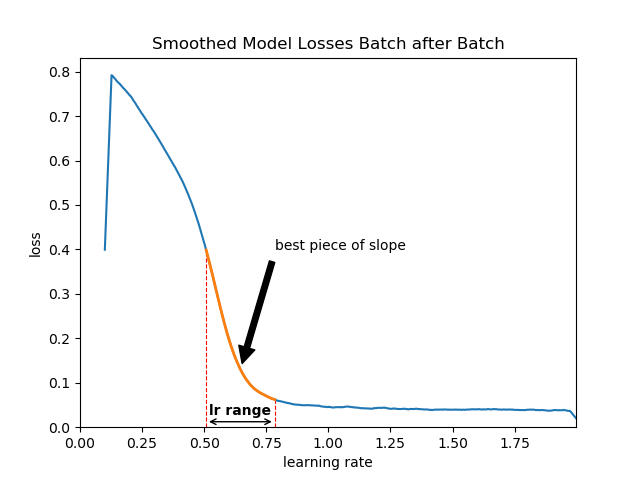 Smoothed Model Losses Batch after Batch
0.8
0.7
0.6
0.5
0.4
0.3
0.2
0.1
0.0
loss
best piece of slope
lr range
0.00 0.25 0.50 0.75 1.00 1.25 1.50 1.75
learning rate